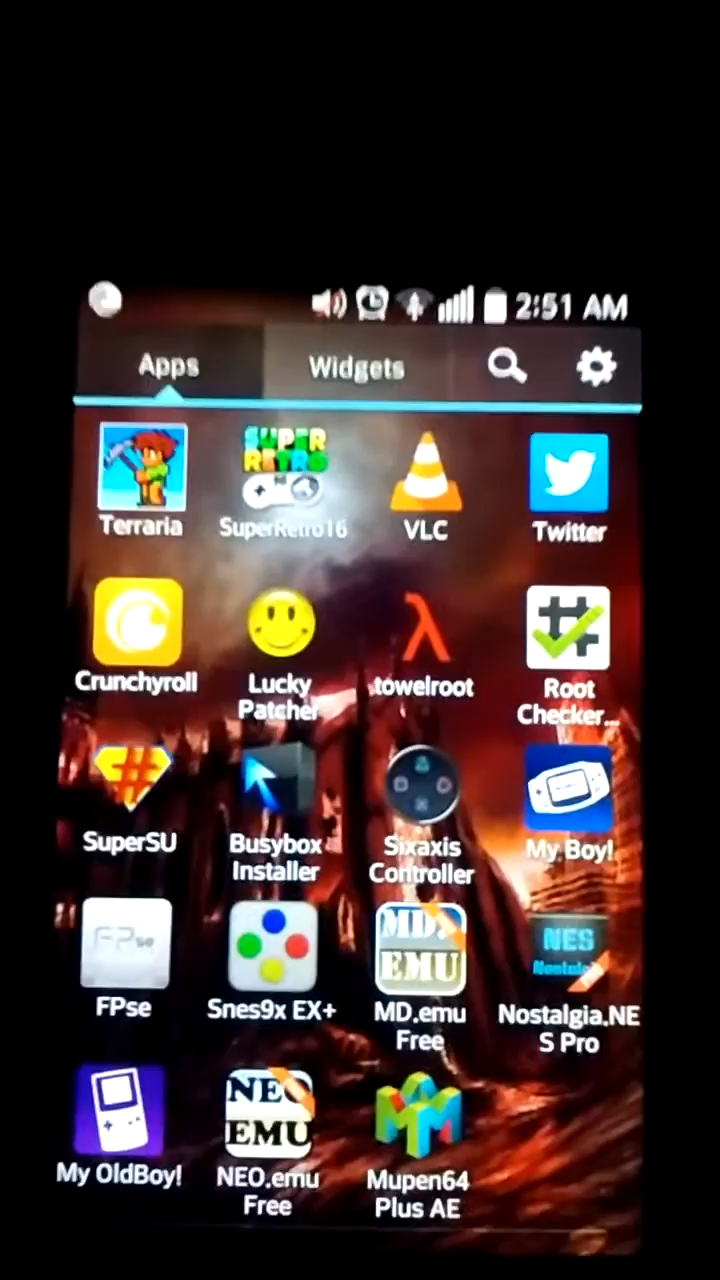 2:51 AM
Apps Widgets
SUPER
RETRO
Terraria SuperRetro16 VLC Twitter
Crunchyroll Lucky Patcher towelroot Root Checker...
SuperSU Busybox Installer Sixaxis Controller My Boy!
FPse
MD.
EMU
NES
Nostalgia
FPse Snes9x EX+ MD.emu Free Nostalgia.NES Pro
NEO
EMU
My OldBoy! NEO.emu Free Mupen64 Plus AE